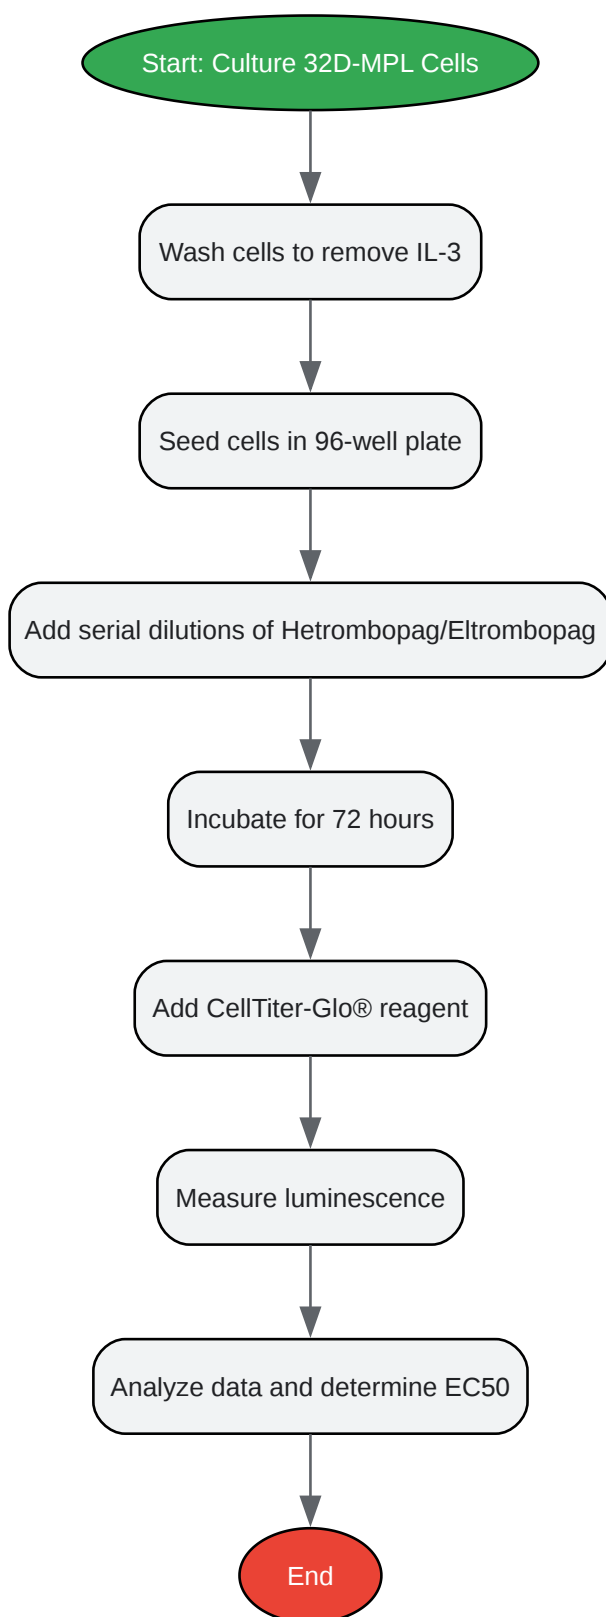 Start: Culture 32D-MPL Cells
Wash cells to remove IL-3
Seed cells in 96-well plate
Add serial dilutions of Hetrombopag/Eltrombopag
Incubate for 72 hours
Add CellTiter-Glo® reagent
Measure luminescence
Analyze data and determine EC50
End